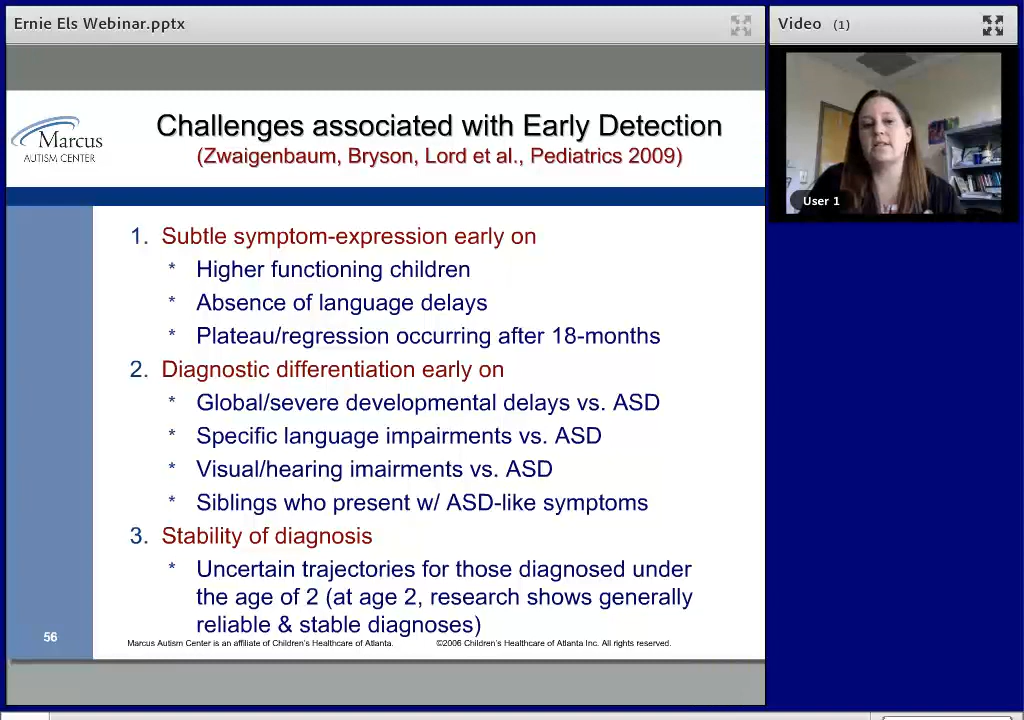 Ernie Els Webinar.pptx
Video (1)
User 1
Marcus
AUTISM CENTER
Challenges associated with Early Detection
(Zwaigenbaum, Bryson, Lord et al., Pediatrics 2009)
1. Subtle symptom-expression early on
* Higher functioning children
* Absence of language delays
* Plateau/regression occurring after 18-months
2. Diagnostic differentiation early on
* Global/severe developmental delays vs. ASD
* Specific language impairments vs. ASD
* Visual/hearing imairments vs. ASD
* Siblings who present w/ ASD-like symptoms
3. Stability of diagnosis
* Uncertain trajectories for those diagnosed under
the age of 2 (at age 2, research shows generally
reliable & stable diagnoses)
56
Marcus Autism Center is an affiliate of Children's Healthcare of Atlanta. ©2006 Children's Healthcare of Atlanta Inc. All rights reserved.